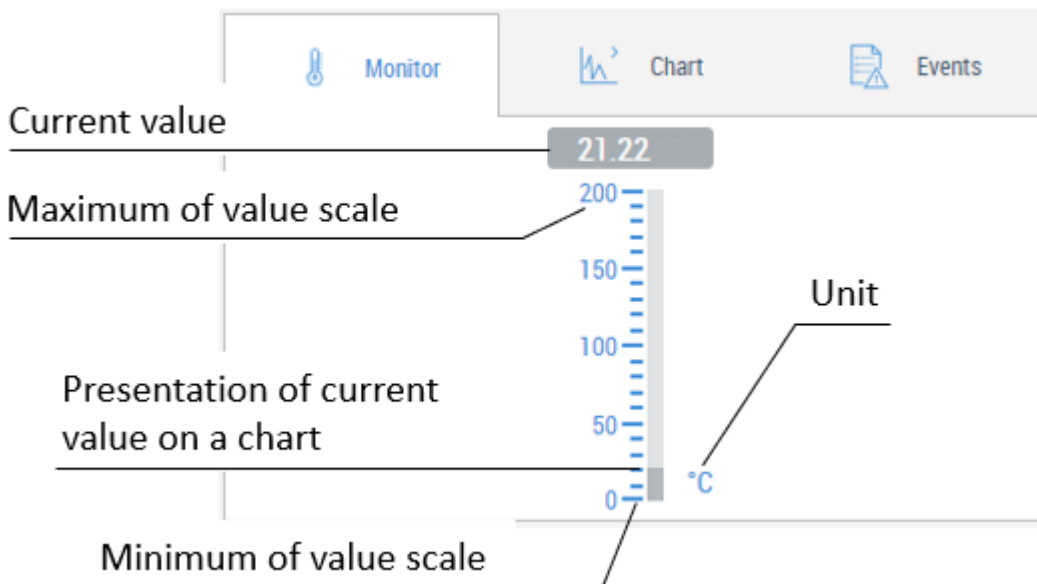 Monitor
Chart
Events
Current value
21.22
Maximum of value scale
200
150
Unit
100
Presentation of current
value on a chart
50
°C
0
Minimum of value scale